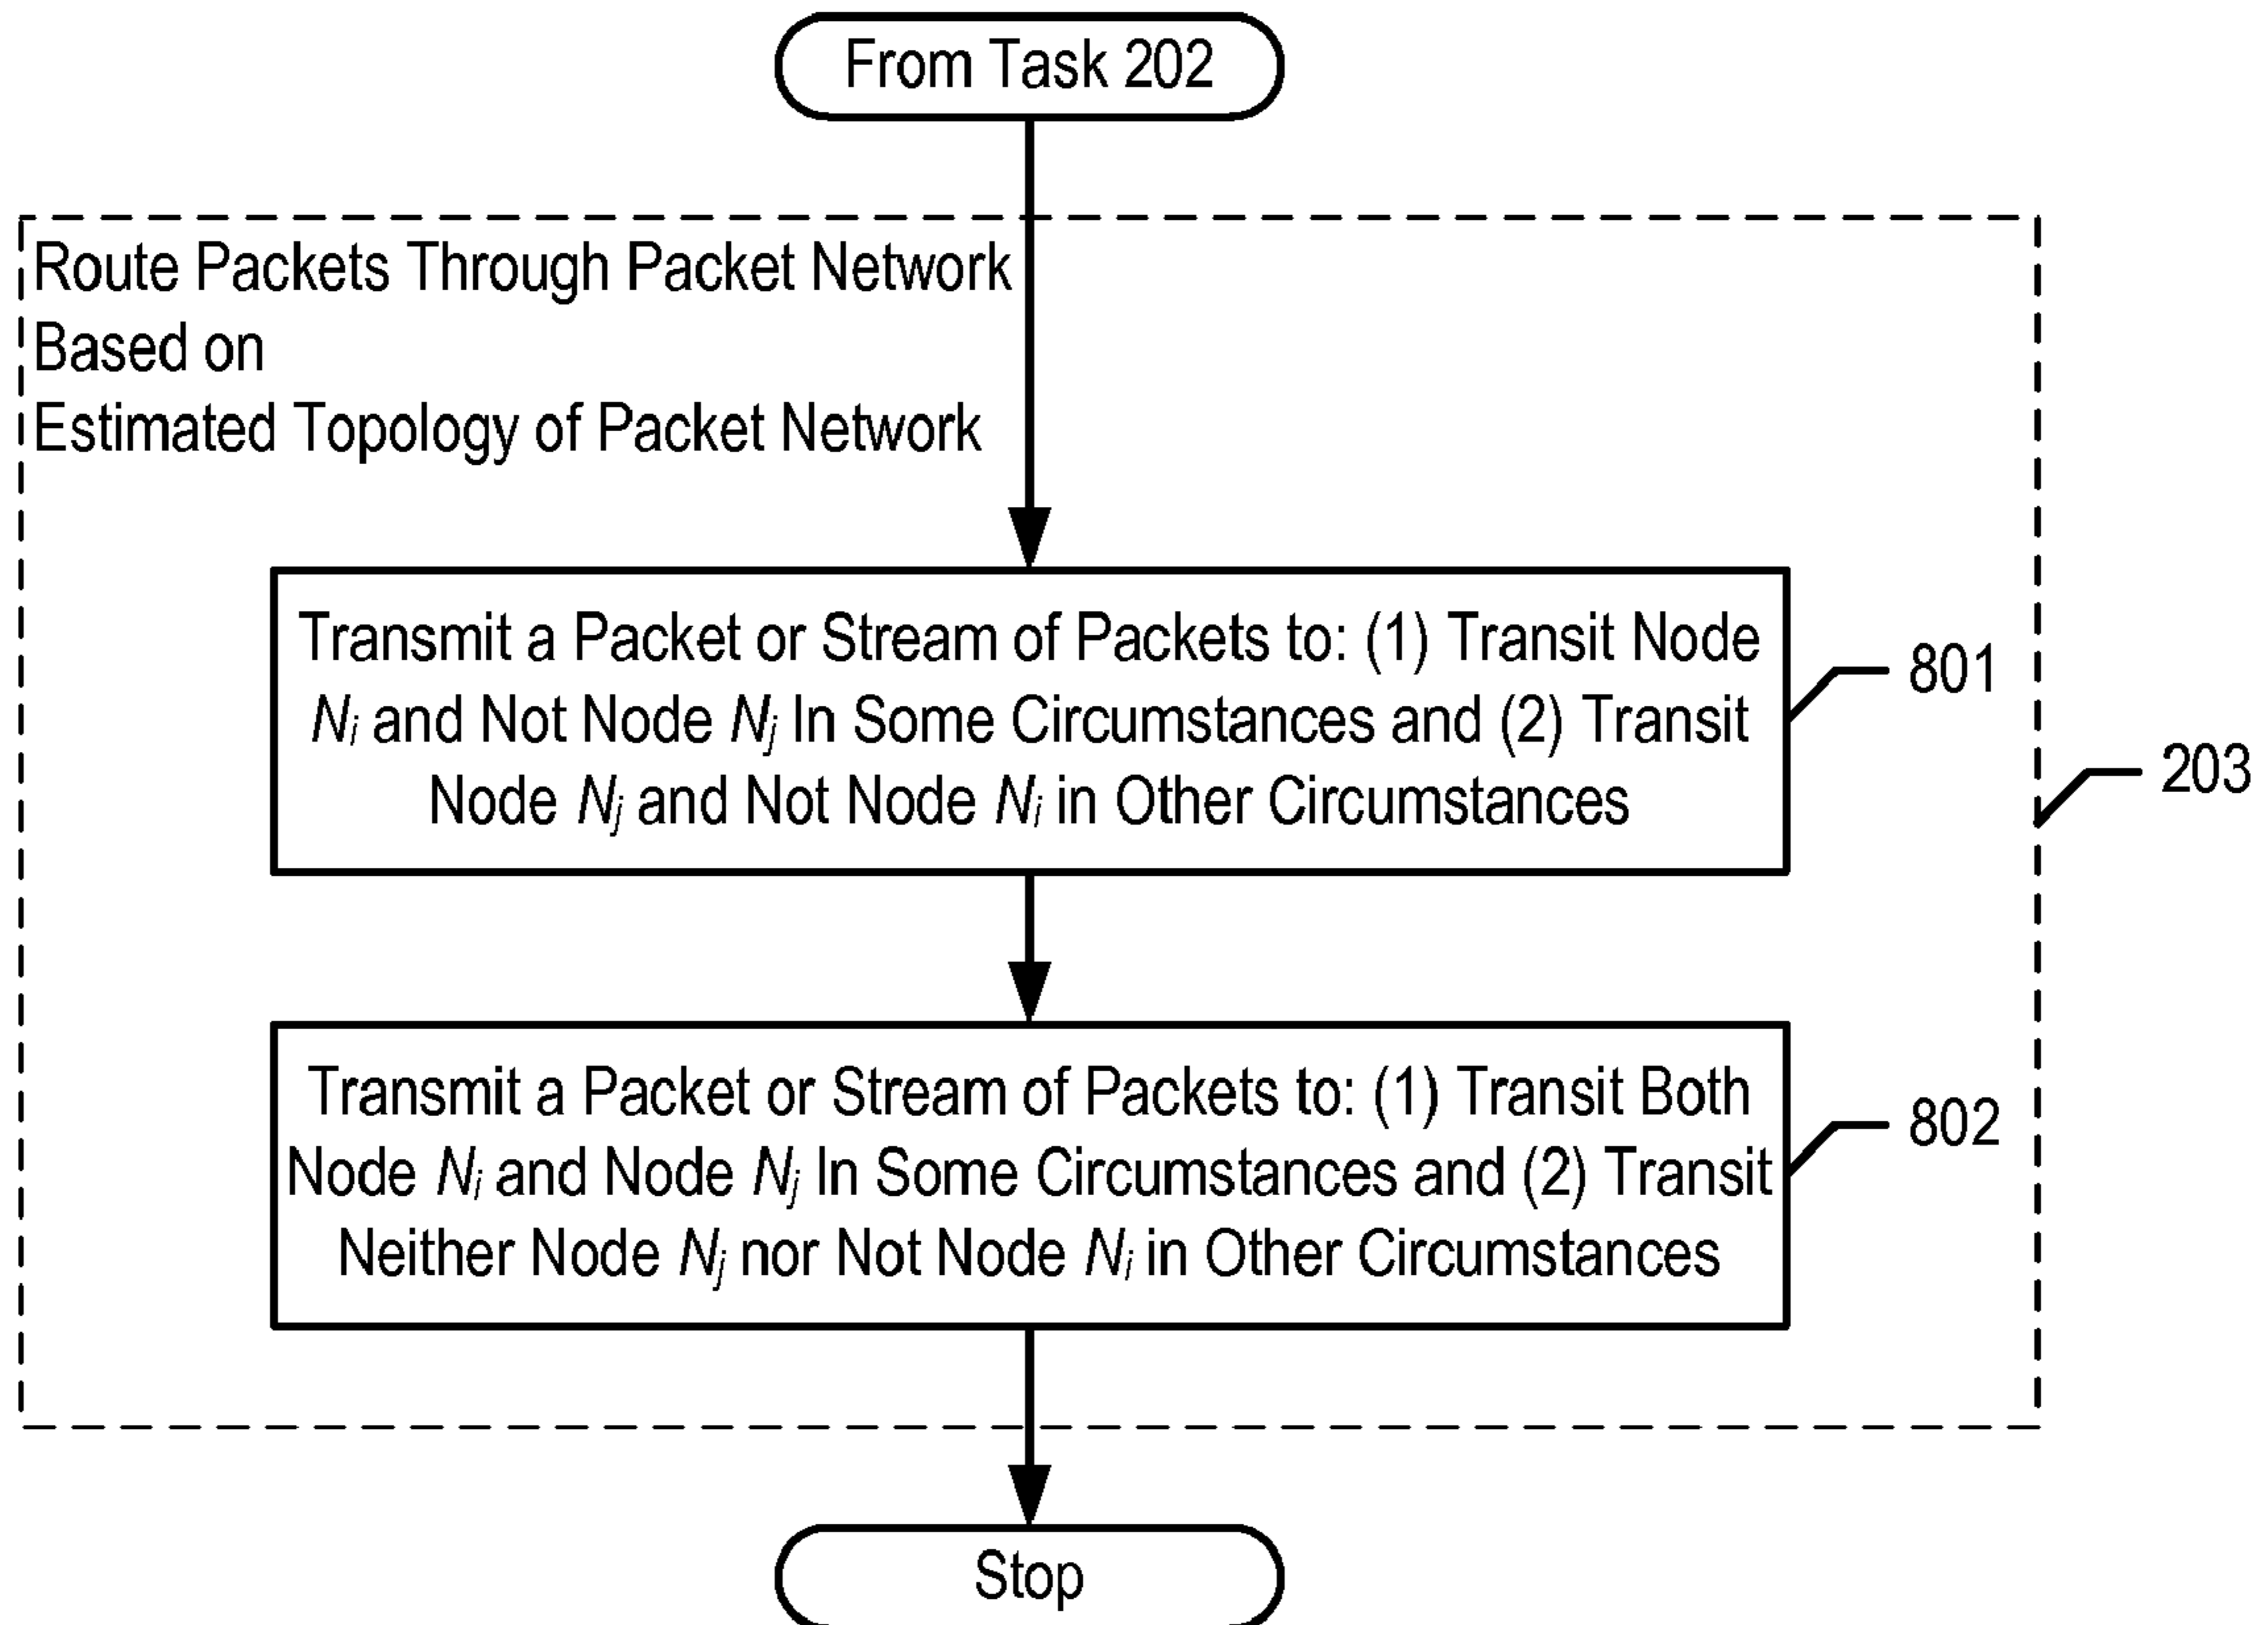 From Task 202
Route Packets Through Packet Network
Based on
Estimated Topology of Packet Network
Transmit a Packet or Stream of Packets to: (1) Transit Node
Ni and Not Node Nj In Some Circumstances and (2) Transit
Node Nj and Not Node Ni in Other Circumstances
801
203
Transmit a Packet or Stream of Packets to: (1) Transit Both
Node Ni and Node Nj In Some Circumstances and (2) Transit
Neither Node Nj nor Not Node Ni in Other Circumstances
802
Stop